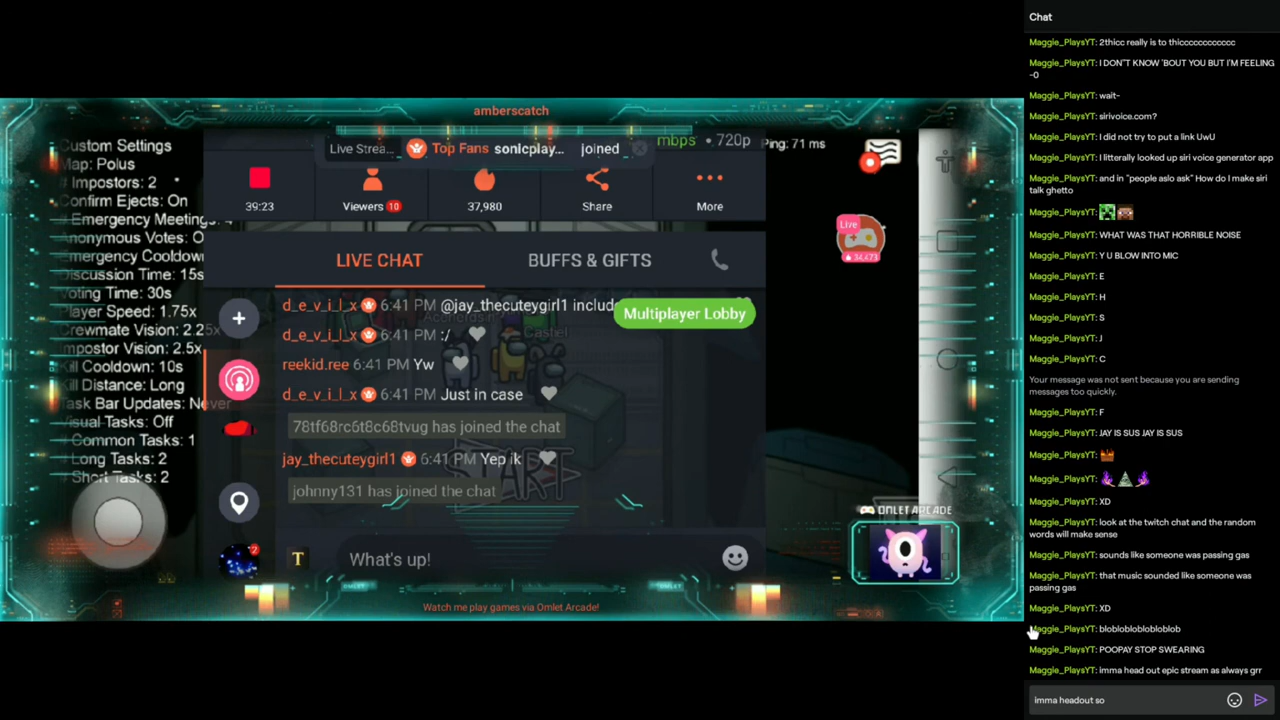 amberscatch
Custom Settings
Map: Polus
# Impostors: 2
Confirm Ejects: On
Emergency Meetings: 4
Anonymous Votes: O
Emergency Cooldow
Discussion Time: 15s
Voting Time: 30s
Player Speed: 1.75x
Crewmate Vision: 2.25x
Impostor Vision: 2.5x
Kill Cooldown: 10s
Kill Distance: Long
Task Bar Updates: Never
Visual Tasks: Off
# Common Tasks: 1
# Long Tasks: 2
# Short Tasks: 2
Live Strea... Top Fans sonicplay... joined
mbps • 720p
Ping: 71 ms
39:23
Viewers 10
37,980
Share
More
Live
34,473
LIVE CHAT
BUFFS & GIFTS
d_e_v_i_l_x 6:41 PM @jay_thecuteygirl1 includ
Multiplayer Lobby
d_e_v_i_l_x 6:41 PM :/
Castel
reekid.ree 6:41 PM Yw
d_e_v_i_l_x 6:41 PM Just in case
78tf68rc5t8c68tvug has joined the chat
jay_thecuteygirl1 6:41 PM Yep ik
START
johnny131 has joined the chat
2
T
What's up!
OMLET ARCADE
Watch me play games via Omlet Arcade!
Chat
Maggie_PlaysYT: 2thicc really is to thiccccccccccc
Maggie_PlaysYT: I DON"T KNOW 'BOUT YOU BUT I'M FEELING
-0
Maggie_PlaysYT: wait-
Maggie_PlaysYT: sirivoice.com?
Maggie_PlaysYT: I did not try to put a link UwU
Maggie_PlaysYT: I litterally looked up siri voice generator app
Maggie_PlaysYT: and in "people aslo ask" How do I make siri
talk ghetto
Maggie_PlaysYT:
Maggie_PlaysYT: WHAT WAS THAT HORRIBLE NOISE
Maggie_PlaysYT: Y U BLOW INTO MIC
Maggie_PlaysYT: E
Maggie_PlaysYT: H
Maggie_PlaysYT: S
Maggie_PlaysYT: J
Maggie_PlaysYT: C
Your message was not sent because you are sending
messages too quickly.
Maggie_PlaysYT: F
Maggie_PlaysYT: JAY IS SUS JAY IS SUS
Maggie_PlaysYT:
Maggie_PlaysYT:
Maggie_PlaysYT: XD
Maggie_PlaysYT: look at the twitch chat and the random
words will make sense
Maggie_PlaysYT: sounds like someone was passing gas
Maggie_PlaysYT: that music sounded like someone was
passing gas
Maggie_PlaysYT: XD
Maggie_PlaysYT: bloblobloblobloblob
Maggie_PlaysYT: POOPAY STOP SWEARING
Maggie_PlaysYT: imma head out epic stream as always grr
imma headout so